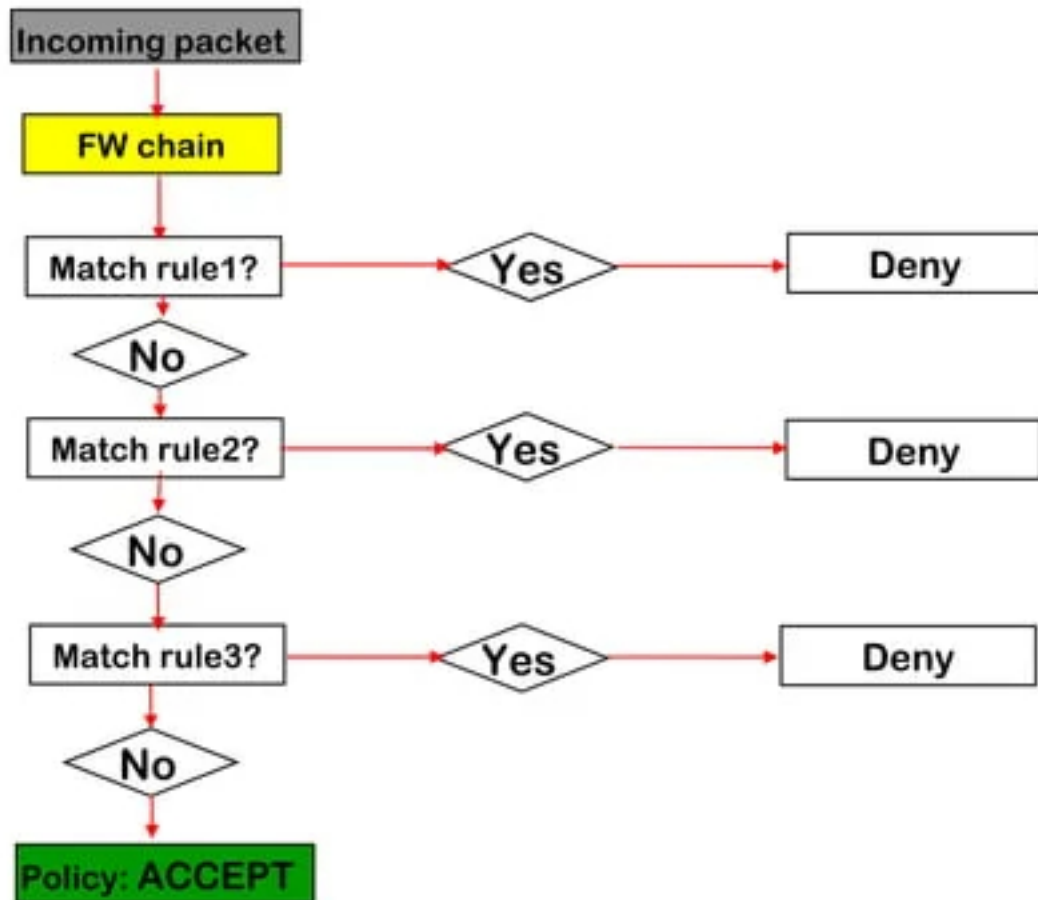 Incoming packet
FW chain
Match rule1?
Yes
Deny
No
Match rule2?
Yes
Deny
No
Match rule3?
Yes
Deny
No
Policy: ACCEPT